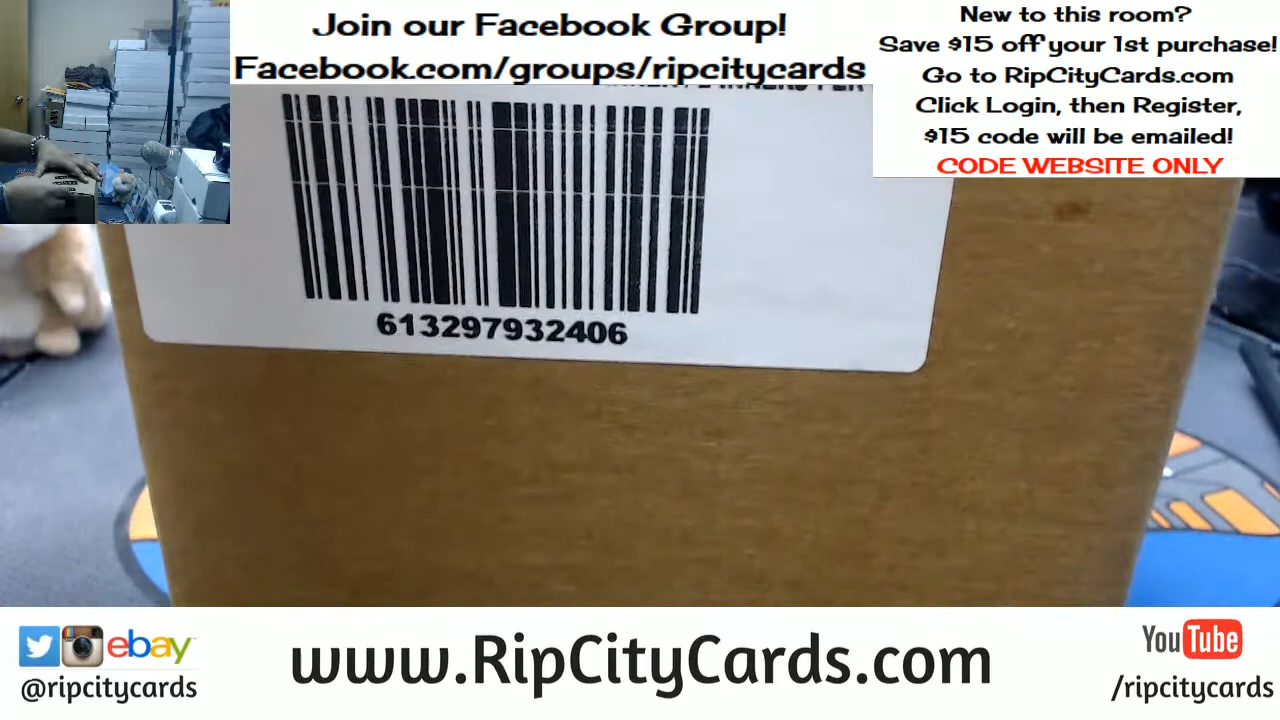 Join our Facebook Group!
Facebook.com/groups/ripcitycards
New to this room?
Save $15 off your 1st purchase!
Go to RipCityCards.com
Click Login, then Register,
$15 code will be emailed!
CODE WEBSITE ONLY
613297932406
ebay
@ripcitycards
www.RipCityCards.com
YouTube
/ripcitycards